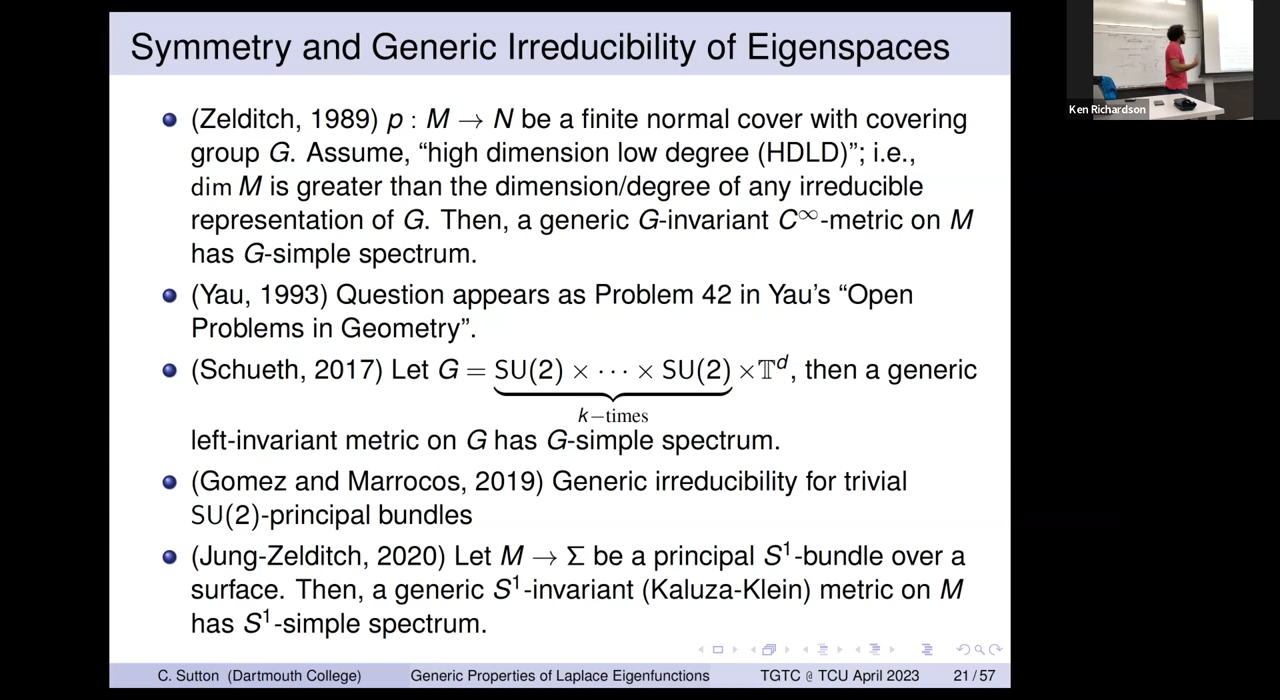 Symmetry and Generic Irreducibility of Eigenspaces
(Zelditch, 1989) p : M → N be a finite normal cover with covering
group G. Assume, “high dimension low degree (HDLD)”; i.e.,
dim M is greater than the dimension/degree of any irreducible
representation of G. Then, a generic G-invariant C∞-metric on M
has G-simple spectrum.
(Yau, 1993) Question appears as Problem 42 in Yau’s “Open
Problems in Geometry”.
(Schueth, 2017) Let G = SU(2) × ⋯ × SU(2) × 𝕋ᵈ, then a generic
k−times
left-invariant metric on G has G-simple spectrum.
(Gomez and Marrocos, 2019) Generic irreducibility for trivial
SU(2)-principal bundles
(Jung-Zelditch, 2020) Let M → Σ be a principal S¹-bundle over a
surface. Then, a generic S¹-invariant (Kaluza-Klein) metric on M
has S¹-simple spectrum.
C. Sutton (Dartmouth College) Generic Properties of Laplace Eigenfunctions TGTC @ TCU April 2023 21 / 57
Ken Richardson